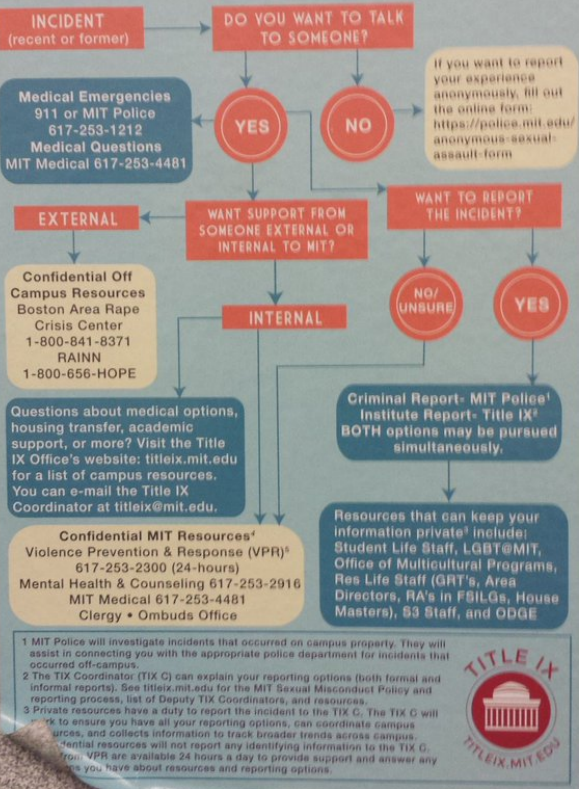 INCIDENT
(recent or former)
DO YOU WANT TO TALK
TO SOMEONE?
Medical Emergencies
911 or MIT Police
617-253-1212
Medical Questions
MIT Medical 617-253-4481
YES
NO
If you want to report
your experience
anonymously, fill out
the online form:
https://police.mit.edu/
anonymous-sexual-
assault-form
EXTERNAL
WANT SUPPORT FROM
SOMEONE EXTERNAL OR
INTERNAL TO MIT?
WANT TO REPORT
THE INCIDENT?
Confidential Off
Campus Resources
Boston Area Rape
Crisis Center
1-800-841-8371
RAINN
1-800-656-HOPE
INTERNAL
NO/
UNSURE
YES
Questions about medical options,
housing transfer, academic
support, or more? Visit the Title
IX Office's website: titleix.mit.edu
for a list of campus resources.
You can e-mail the Title IX
Coordinator at titleix@mit.edu.
Criminal Report- MIT Police¹
Institute Report- Title IX²
BOTH options may be pursued
simultaneously.
Confidential MIT Resources⁴
Violence Prevention & Response (VPR)⁵
617-253-2300 (24-hours)
Mental Health & Counseling 617-253-2916
MIT Medical 617-253-4481
Clergy • Ombuds Office
Resources that can keep your
information private³ include:
Student Life Staff, LGBT@MIT,
Office of Multicultural Programs,
Res Life Staff (GRT's, Area
Directors, RA's in FSILGs, House
Masters), S3 Staff, and ODGE
1 MIT Police will investigate incidents that occurred on campus property. They will
assist in connecting you with the appropriate police department for incidents that
occurred off-campus.
2 The TIX Coordinator (TIX C) can explain your reporting options (both formal and
informal reports). See titleix.mit.edu for the MIT Sexual Misconduct Policy and
reporting process, list of Deputy TIX Coordinators, and resources.
3 Private resources have a duty to report the incident to the TIX C. The TIX C will
to ensure you have all your reporting options, can coordinate campus
and collects information to track broader trends across campus.
resources will not report any identifying information to the TIX C.
from VPR are available 24 hours a day to provide support and answer any
you have about resources and reporting options.
TITLE IX
TITLEIX.MIT.EDU